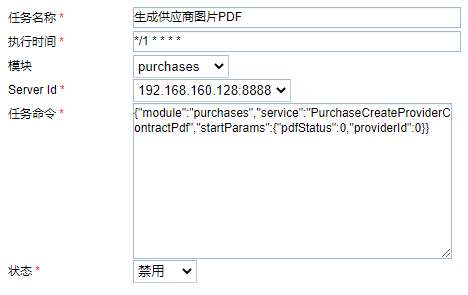 任务名称 * 生成供应商图片PDF
执行时间 * */1 * * * *
模块 purchases
Server Id * 192.168.160.128:8888
任务命令 * {"module":"purchases","service":"PurchaseCreateProviderC
ontractPdf","startParams":{"pdfStatus":0,"providerId":0}}
状态 * 禁用